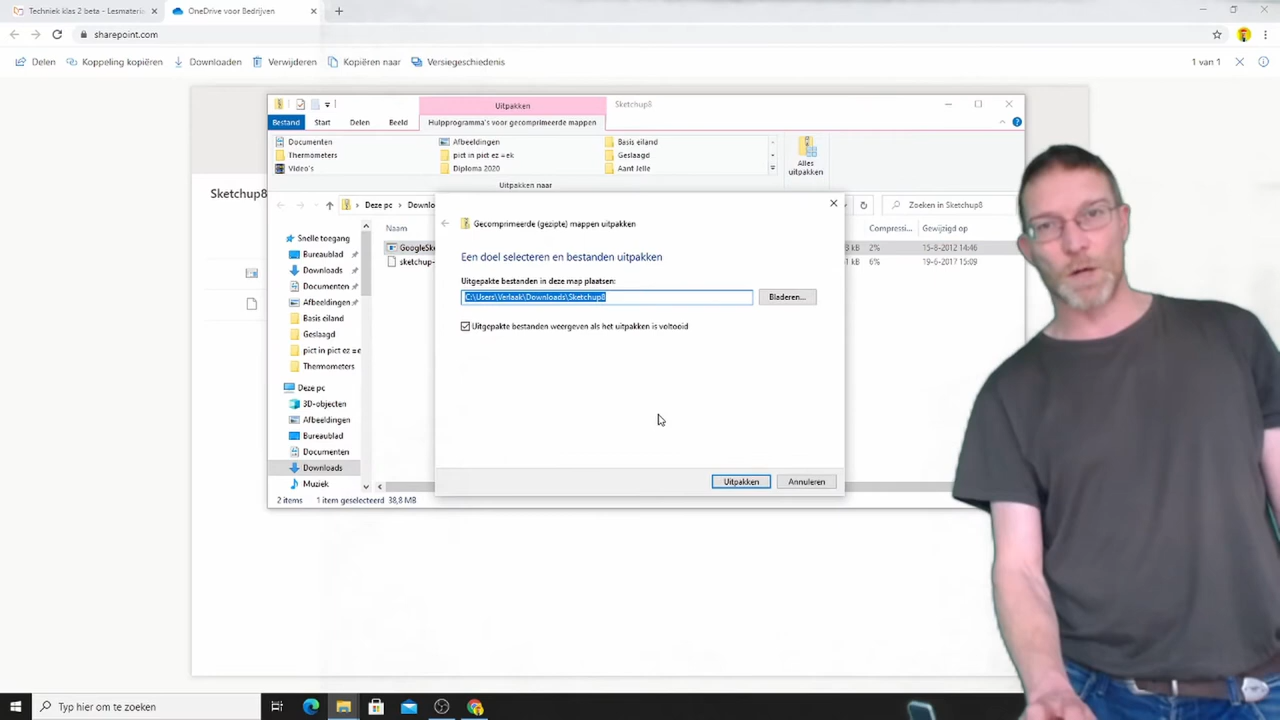 Techniek klas 2 beta - Lesmateria
OneDrive voor Bedrijven
sharepoint.com
Delen
Koppeling kopiëren
Downloaden
Verwijderen
Kopiëren naar
Versiegeschiedenis
1 van 1
Sketchup8
Uitpakken
Sketchup8
Bestand
Start
Delen
Beeld
Hulpprogramma's voor gecomprimeerde mappen
Documenten
Afbeeldingen
Basis eiland
Thermometers
pict in pict ez =ek
Geslaagd
Video's
Diploma 2020
Aant Jelle
Alles
uitpakken
Uitpakken naar
Deze pc
Downlo
Zoeken in Sketchup8
Naam
Compressi...
Gewijzigd op
GoogleSke
3 kB
2%
15-8-2012 14:46
sketchup-
1 kB
6%
19-6-2017 15:09
Snelle toegang
Bureaublad
Downloads
Documenten
Afbeeldingen
Basis eiland
Geslaagd
pict in pict ez =e
Thermometers
Deze pc
3D-objecten
Afbeeldingen
Bureaublad
Documenten
Downloads
Muziek
2 items
1 item geselecteerd
38,8 MB
Gecomprimeerde (gezipte) mappen uitpakken
Een doel selecteren en bestanden uitpakken
Uitgepakte bestanden in deze map plaatsen:
C:\Users\Verlaak\Downloads\Sketchup8
Bladeren...
Uitgepakte bestanden weergeven als het uitpakken is voltooid
Uitpakken
Annuleren
Typ hier om te zoeken